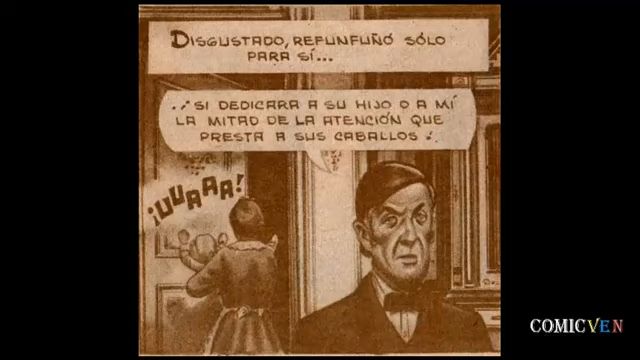 DISGUSTADO, REFUNFUÑÓ SÓLO
PARA SÍ...
..¡SI DEDICARA A SU HIJO O A MÍ
LA MITAD DE LA ATENCIÓN QUE
PRESTA A SUS CABALLOS!.
¡UUAAA!
COMICVEN